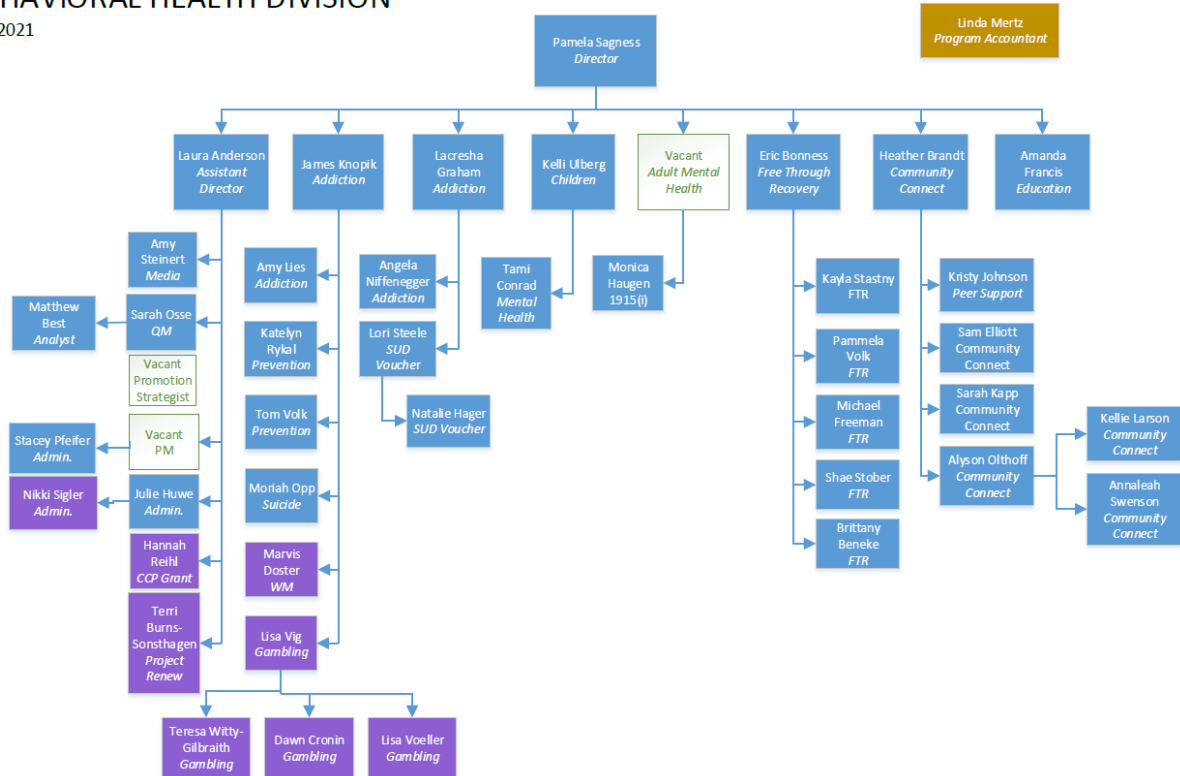 HAVIORAL HEALTH DIVISION
2021
Linda Mertz
Program Accountant
Pamela Sagness
Director
Laura Anderson
Assistant
Director
James Knopik
Addiction
Lacresha
Graham
Addiction
Kelli Ulberg
Children
Vacant
Adult Mental
Health
Eric Bonness
Free Through
Recovery
Heather Brandt
Community
Connect
Amanda
Francis
Education
Amy
Steinert
Media
Matthew
Best
Analyst
Sarah Osse
QM
Vacant
Promotion
Strategist
Stacey Pfeifer
Admin.
Vacant
PM
Nikki Sigler
Admin.
Julie Huwe
Admin.
Hannah
Reihl
CCP Grant
Terri
Burns-
Sonsthagen
Project
Renew
Amy Lies
Addiction
Katelyn
Rykal
Prevention
Tom Volk
Prevention
Moriah Opp
Suicide
Marvis
Doster
WM
Lisa Vig
Gambling
Teresa Witty-
Gilbraith
Gambling
Dawn Cronin
Gambling
Lisa Voeller
Gambling
Angela
Niffenegger
Addiction
Lori Steele
SUD
Voucher
Natalie Hager
SUD Voucher
Tami
Conrad
Mental
Health
Monica
Haugen
1915(i)
Kayla Stastny
FTR
Pammela
Volk
FTR
Michael
Freeman
FTR
Shae Stober
FTR
Brittany
Beneke
FTR
Kristy Johnson
Peer Support
Sam Elliott
Community
Connect
Sarah Kapp
Community
Connect
Alyson Olthoff
Community
Connect
Kellie Larson
Community
Connect
Annaleah
Swenson
Community
Connect